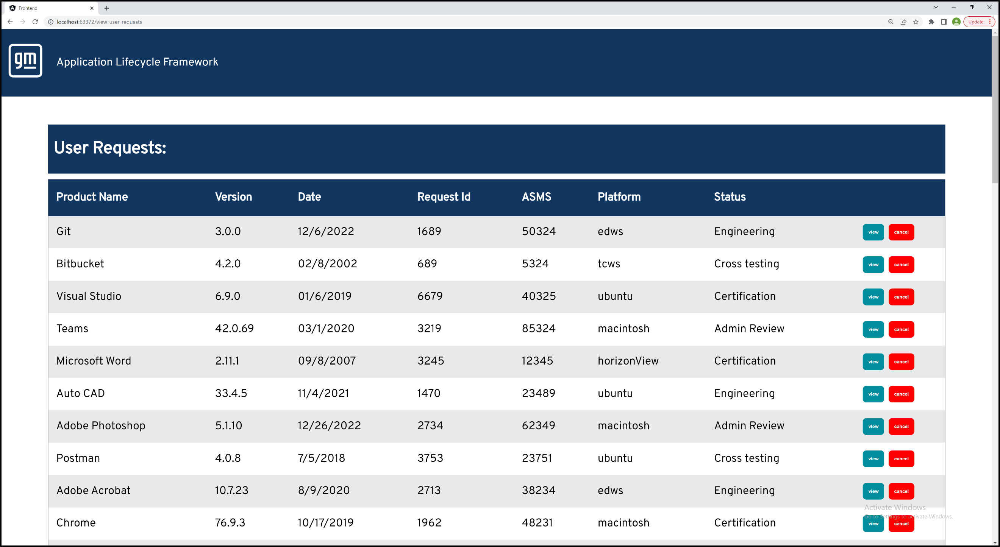 Frontend
localhost:63372/view-user-requests
Update
gm
Application Lifecycle Framework
User Requests:
Product Name Version Date Request Id ASMS Platform Status
Git 3.0.0 12/6/2022 1689 50324 edws Engineering view cancel
Bitbucket 4.2.0 02/8/2002 689 5324 tcws Cross testing view cancel
Visual Studio 6.9.0 01/6/2019 6679 40325 ubuntu Certification view cancel
Teams 42.0.69 03/1/2020 3219 85324 macintosh Admin Review view cancel
Microsoft Word 2.11.1 09/8/2007 3245 12345 horizonView Certification view cancel
Auto CAD 33.4.5 11/4/2021 1470 23489 ubuntu Engineering view cancel
Adobe Photoshop 5.1.10 12/26/2022 2734 62349 macintosh Admin Review view cancel
Postman 4.0.8 7/5/2018 3753 23751 ubuntu Cross testing view cancel
Adobe Acrobat 10.7.23 8/9/2020 2713 38234 edws Engineering view cancel
Activate Windows
Go to Settings to activate Windows.
Chrome 76.9.3 10/17/2019 1962 48231 macintosh Certification view cancel